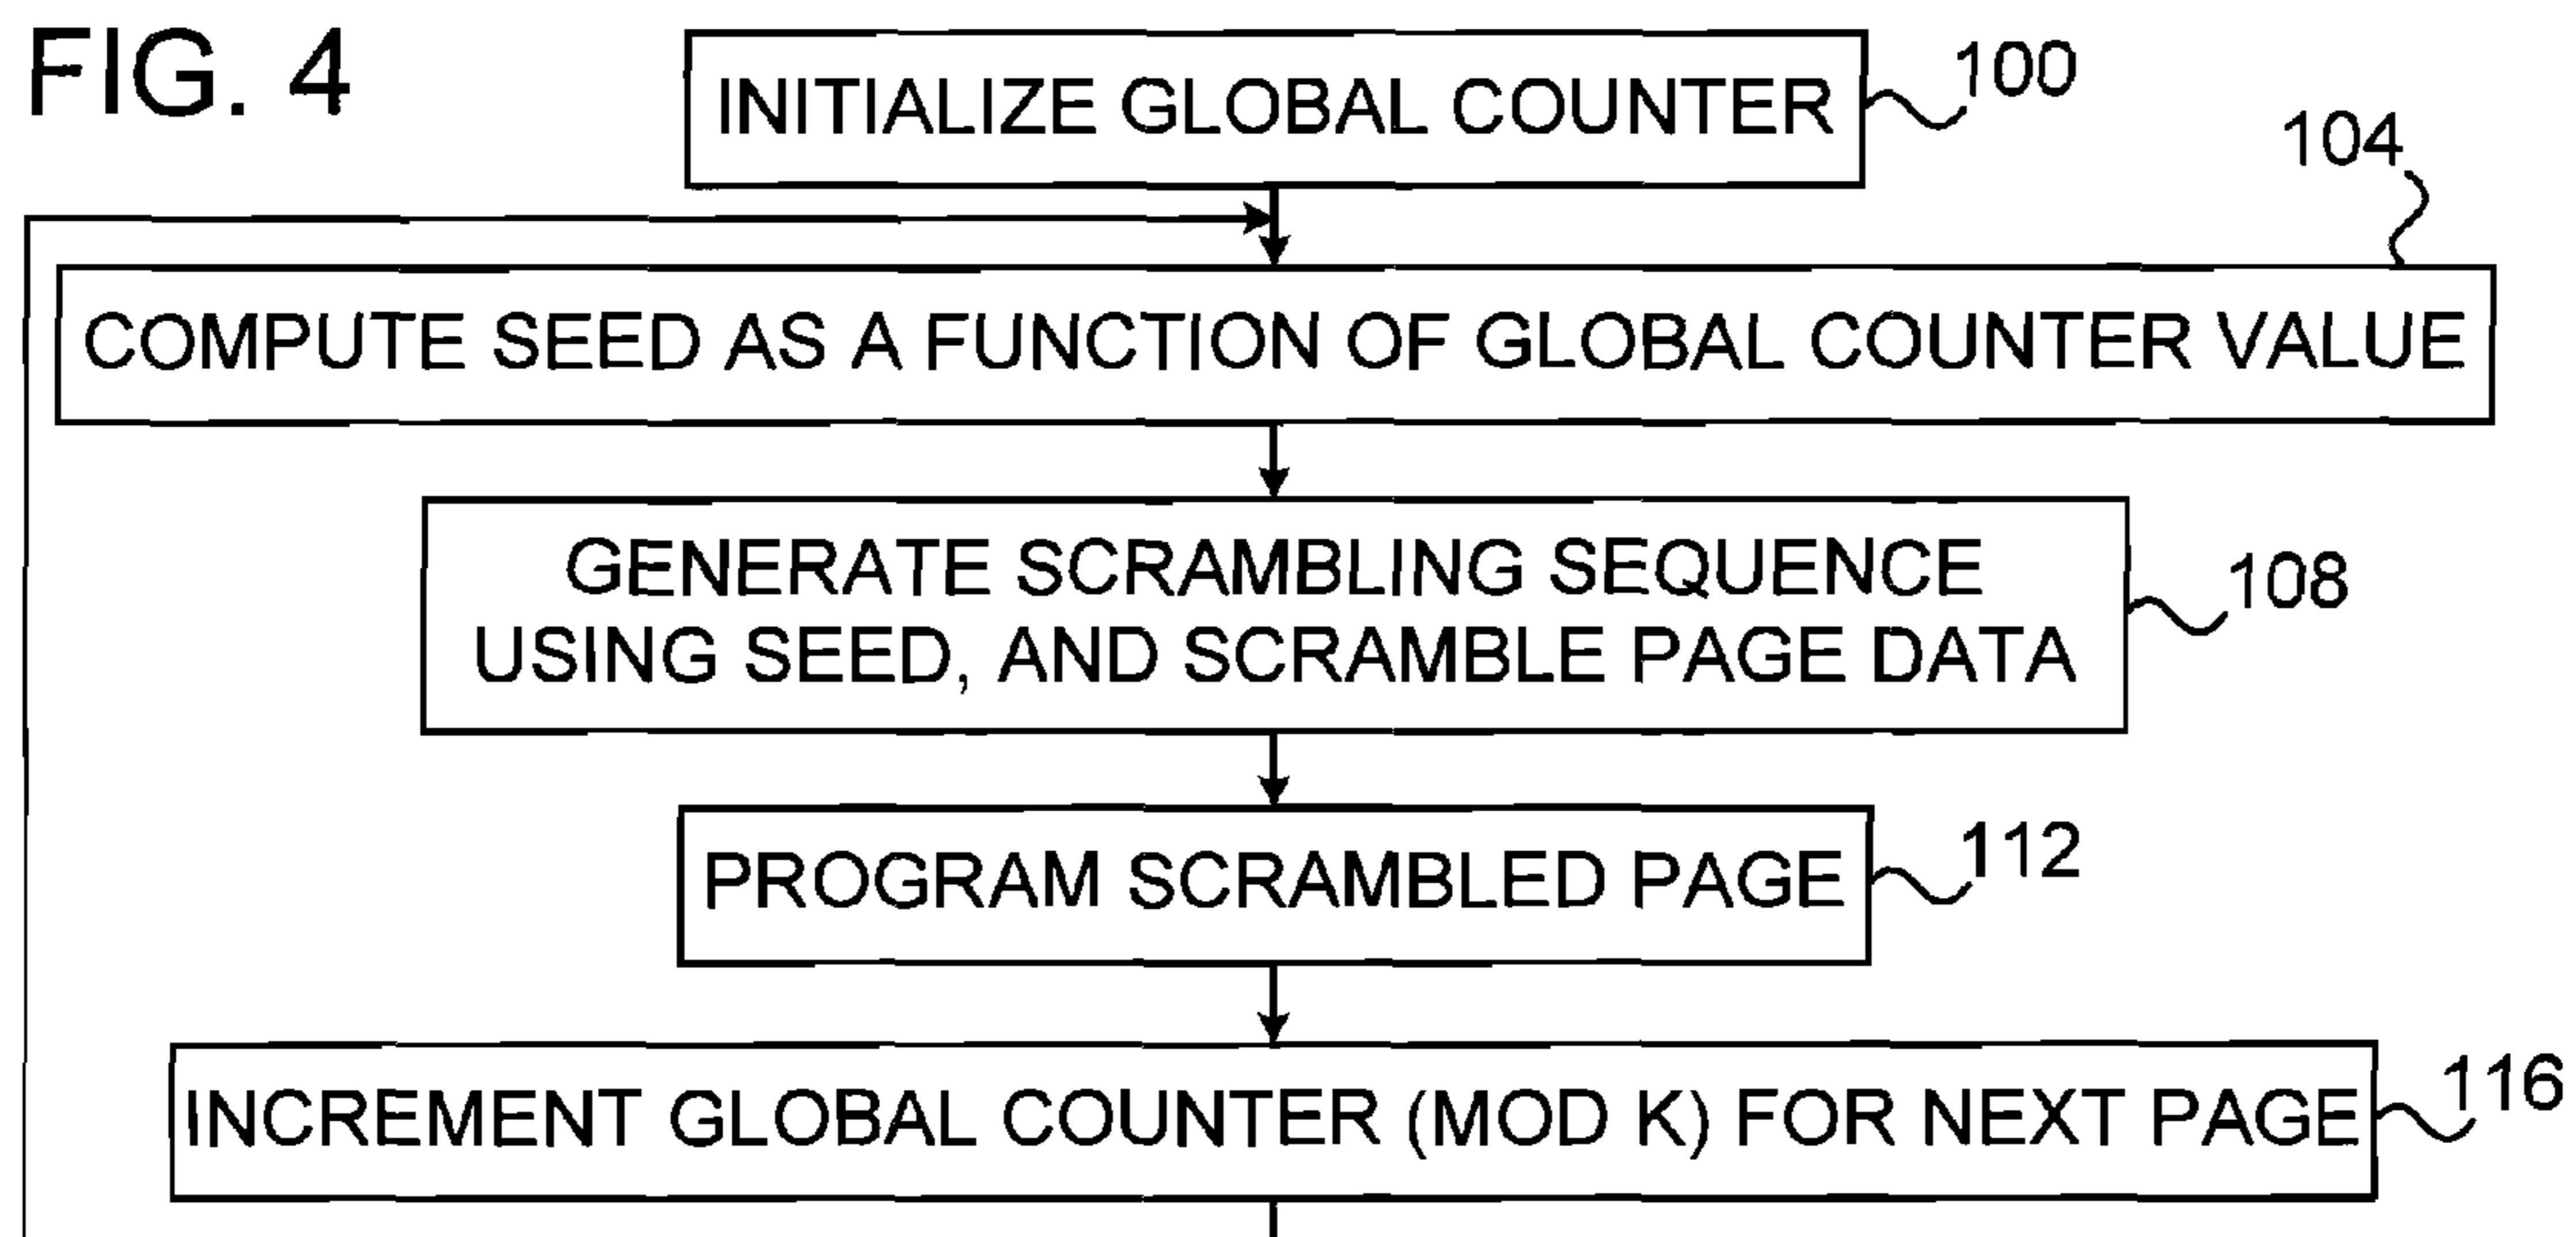 FIG. 4
INITIALIZE GLOBAL COUNTER
100
104
COMPUTE SEED AS A FUNCTION OF GLOBAL COUNTER VALUE
GENERATE SCRAMBLING SEQUENCE
USING SEED, AND SCRAMBLE PAGE DATA
108
PROGRAM SCRAMBLED PAGE
112
INCREMENT GLOBAL COUNTER (MOD K) FOR NEXT PAGE
116